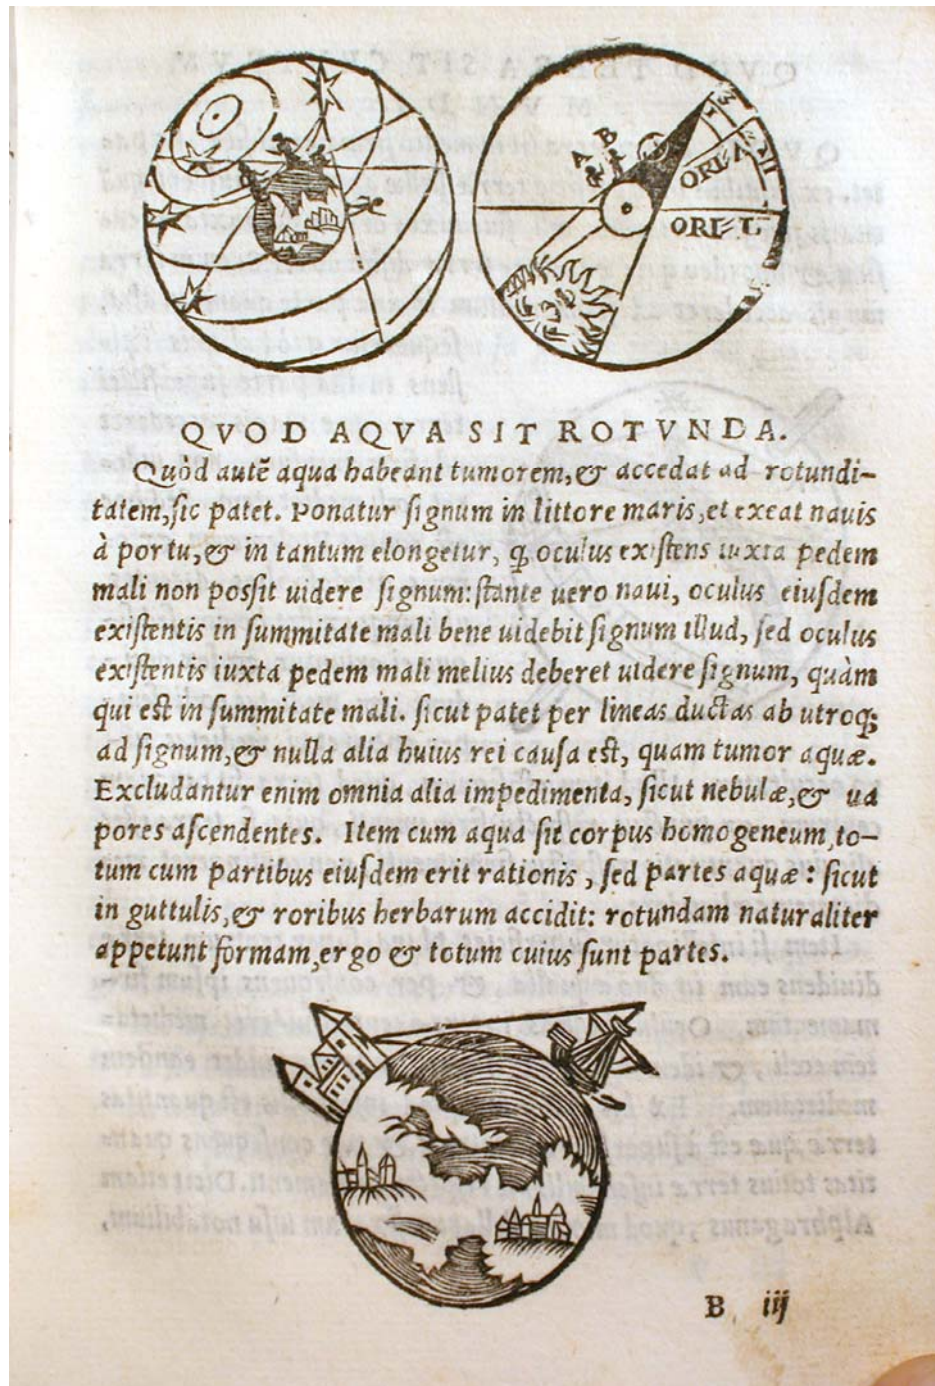 A B
ORIE
ORIE
QVOD AQVA SIT ROTVNDA.
Quòd autē aqua habeant tumorem, & accedat ad rotundi-
tatem, ſic patet. Ponatur ſignum in littore maris, et exeat nauis
à portu, & in tantum elongetur, ꝙ oculus exiſtens iuxta pedem
mali non poſſit uidere ſignum: ſtante uero naui, oculus eiuſdem
exiſtentis in ſummitate mali bene uidebit ſignum illud, ſed oculus
exiſtentis iuxta pedem mali melius deberet uidere ſignum, quàm
qui eſt in ſummitate mali. ſicut patet per lineas ductas ab utroq;
ad ſignum, & nulla alia huius rei cauſa eſt, quam tumor aquæ.
Excludantur enim omnia alia impedimenta, ſicut nebulæ, & ua
pores aſcendentes. Item cum aqua ſit corpus homogeneum, to-
tum cum partibus eiuſdem erit rationis, ſed partes aquæ: ſicut
in guttulis, & roribus herbarum accidit: rotundam naturaliter
appetunt formam, ergo & totum cuius ſunt partes.
B iij